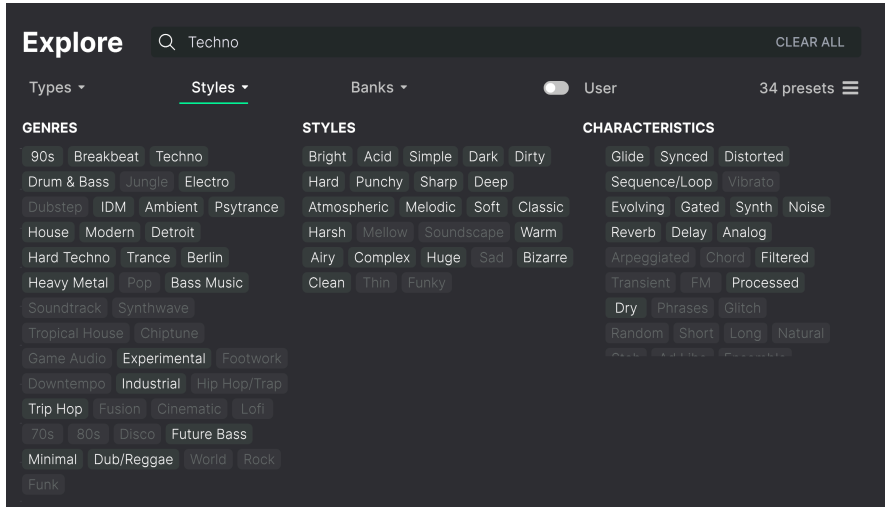 Explore Techno CLEAR ALL
Types Styles Banks User 34 presets
GENRES
90s Breakbeat Techno
Drum & Bass Jungle Electro
Dubstep IDM Ambient Psytrance
House Modern Detroit
Hard Techno Trance Berlin
Heavy Metal Pop Bass Music
Soundtrack Synthwave
Tropical House Chiptune
Game Audio Experimental Footwork
Downtempo Industrial Hip Hop/Trap
Trip Hop Fusion Cinematic Lofi
70s 80s Disco Future Bass
Minimal Dub/Reggae World Rock
Funk
STYLES
Bright Acid Simple Dark Dirty
Hard Punchy Sharp Deep
Atmospheric Melodic Soft Classic
Harsh Mellow Soundscape Warm
Airy Complex Huge Sad Bizarre
Clean Thin Funky
CHARACTERISTICS
Glide Synced Distorted
Sequence/Loop Vibrato
Evolving Gated Synth Noise
Reverb Delay Analog
Arpeggiated Chord Filtered
Transient FM Processed
Dry Phrases Glitch
Random Short Long Natural